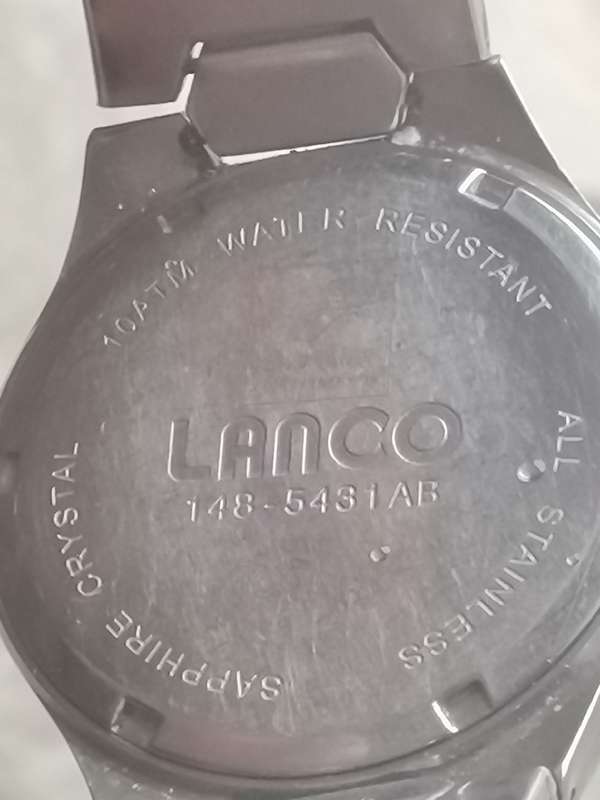 10ATM WATER RESISTANT
LANCO
148-5431AB
ALL STAINLESS
SAPPHIRE CRYSTAL